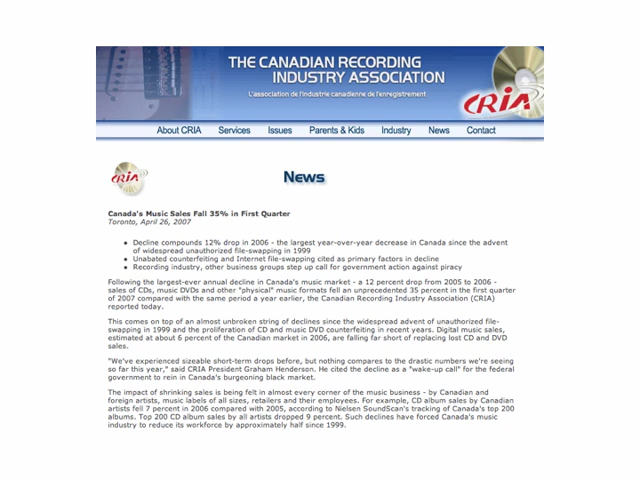 THE CANADIAN RECORDING
INDUSTRY ASSOCIATION
L'association de l'industrie canadienne de l'enregistrement
CRIA
About CRIA Services Issues Parents & Kids Industry News Contact
CRIA
News
Canada's Music Sales Fall 35% in First Quarter
Toronto, April 26, 2007
• Decline compounds 12% drop in 2006 - the largest year-over-year decrease in Canada since the advent
of widespread unauthorized file-swapping in 1999
• Unabated counterfeiting and Internet file-swapping cited as primary factors in decline
• Recording industry, other business groups step up call for government action against piracy
Following the largest-ever annual decline in Canada's music market - a 12 percent drop from 2005 to 2006 -
sales of CDs, music DVDs and other "physical" music formats fell an unprecedented 35 percent in the first quarter
of 2007 compared with the same period a year earlier, the Canadian Recording Industry Association (CRIA)
reported today.
This comes on top of an almost unbroken string of declines since the widespread advent of unauthorized file-
swapping in 1999 and the proliferation of CD and music DVD counterfeiting in recent years. Digital music sales,
estimated at about 6 percent of the Canadian market in 2006, are falling far short of replacing lost CD and DVD
sales.
"We've experienced sizeable short-term drops before, but nothing compares to the drastic numbers we're seeing
so far this year," said CRIA President Graham Henderson. He cited the decline as a "wake-up call" for the federal
government to rein in Canada's burgeoning black market.
The impact of shrinking sales is being felt in almost every corner of the music business - by Canadian and
foreign artists, music labels of all sizes, retailers and their employees. For example, CD album sales by Canadian
artists fell 7 percent in 2006 compared with 2005, according to Nielsen SoundScan's tracking of Canada's top 200
albums. Top 200 CD album sales by all artists dropped 9 percent. Such declines have forced Canada's music
industry to reduce its workforce by approximately half since 1999.